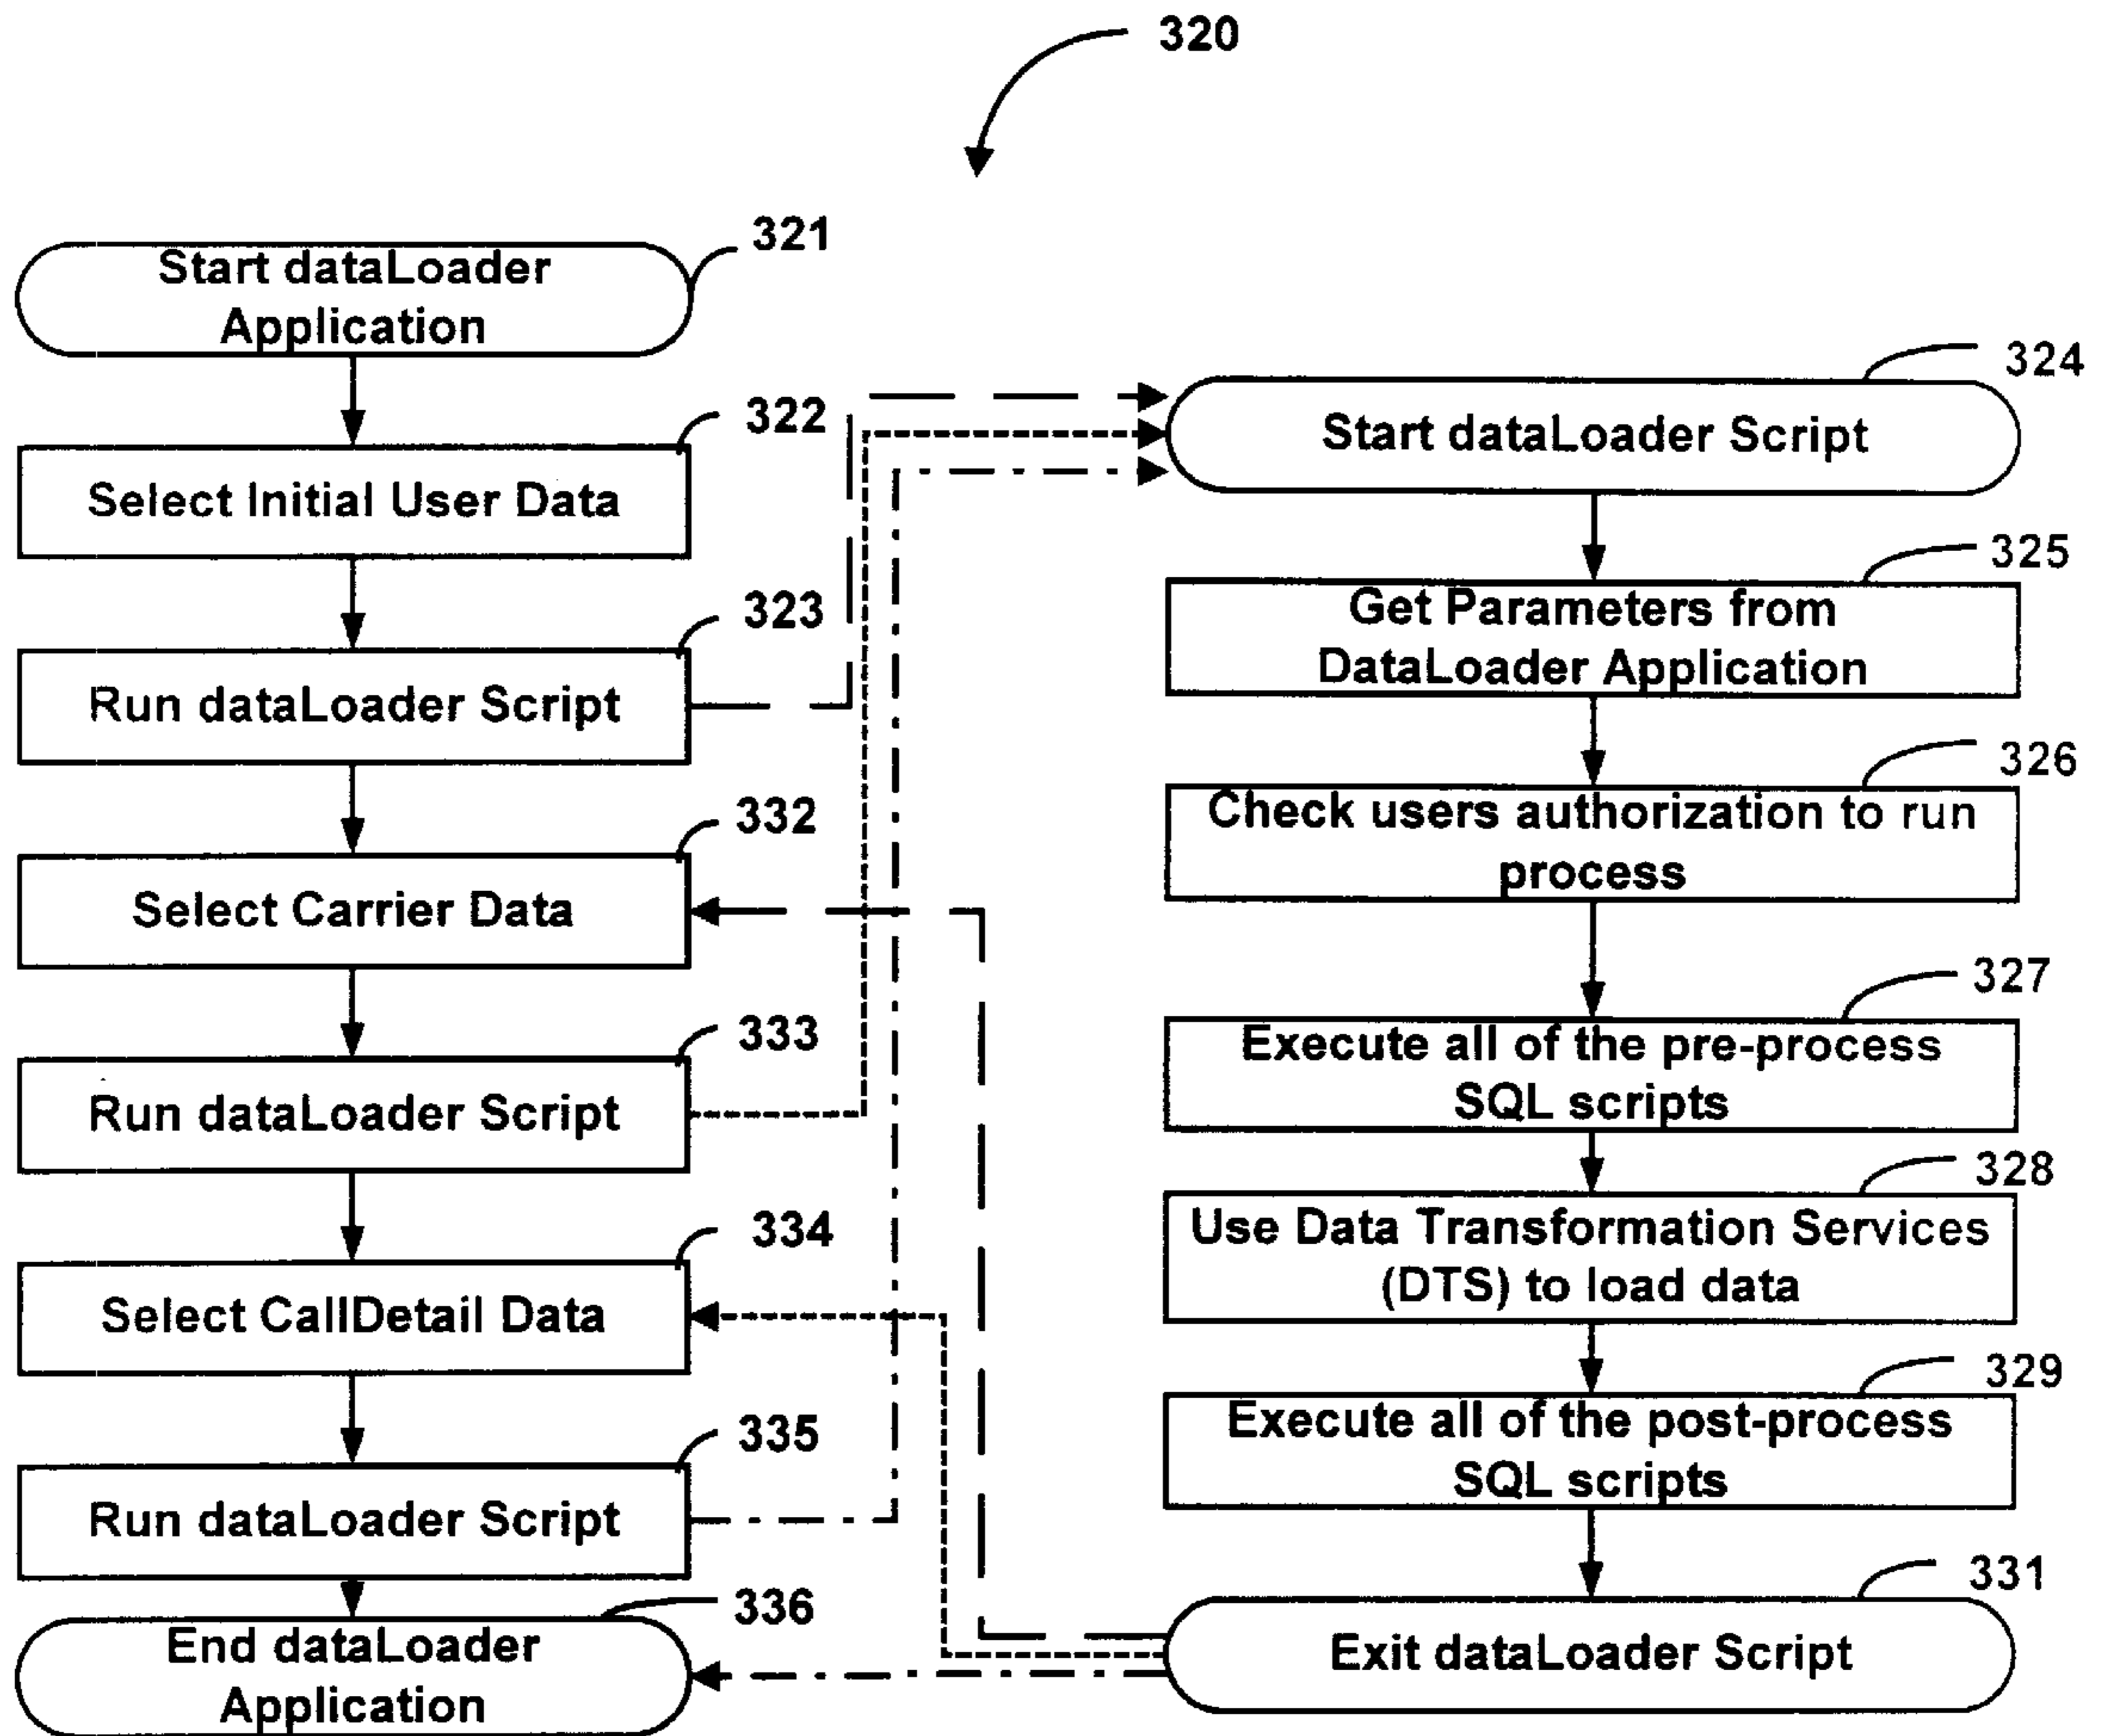 320
321
Start dataLoader
Application
322
Select Initial User Data
323
Run dataLoader Script
332
Select Carrier Data
333
Run dataLoader Script
334
Select CallDetail Data
335
Run dataLoader Script
336
End dataLoader
Application
324
Start dataLoader Script
325
Get Parameters from
DataLoader Application
326
Check users authorization to run
process
327
Execute all of the pre-process
SQL scripts
328
Use Data Transformation Services
(DTS) to load data
329
Execute all of the post-process
SQL scripts
331
Exit dataLoader Script